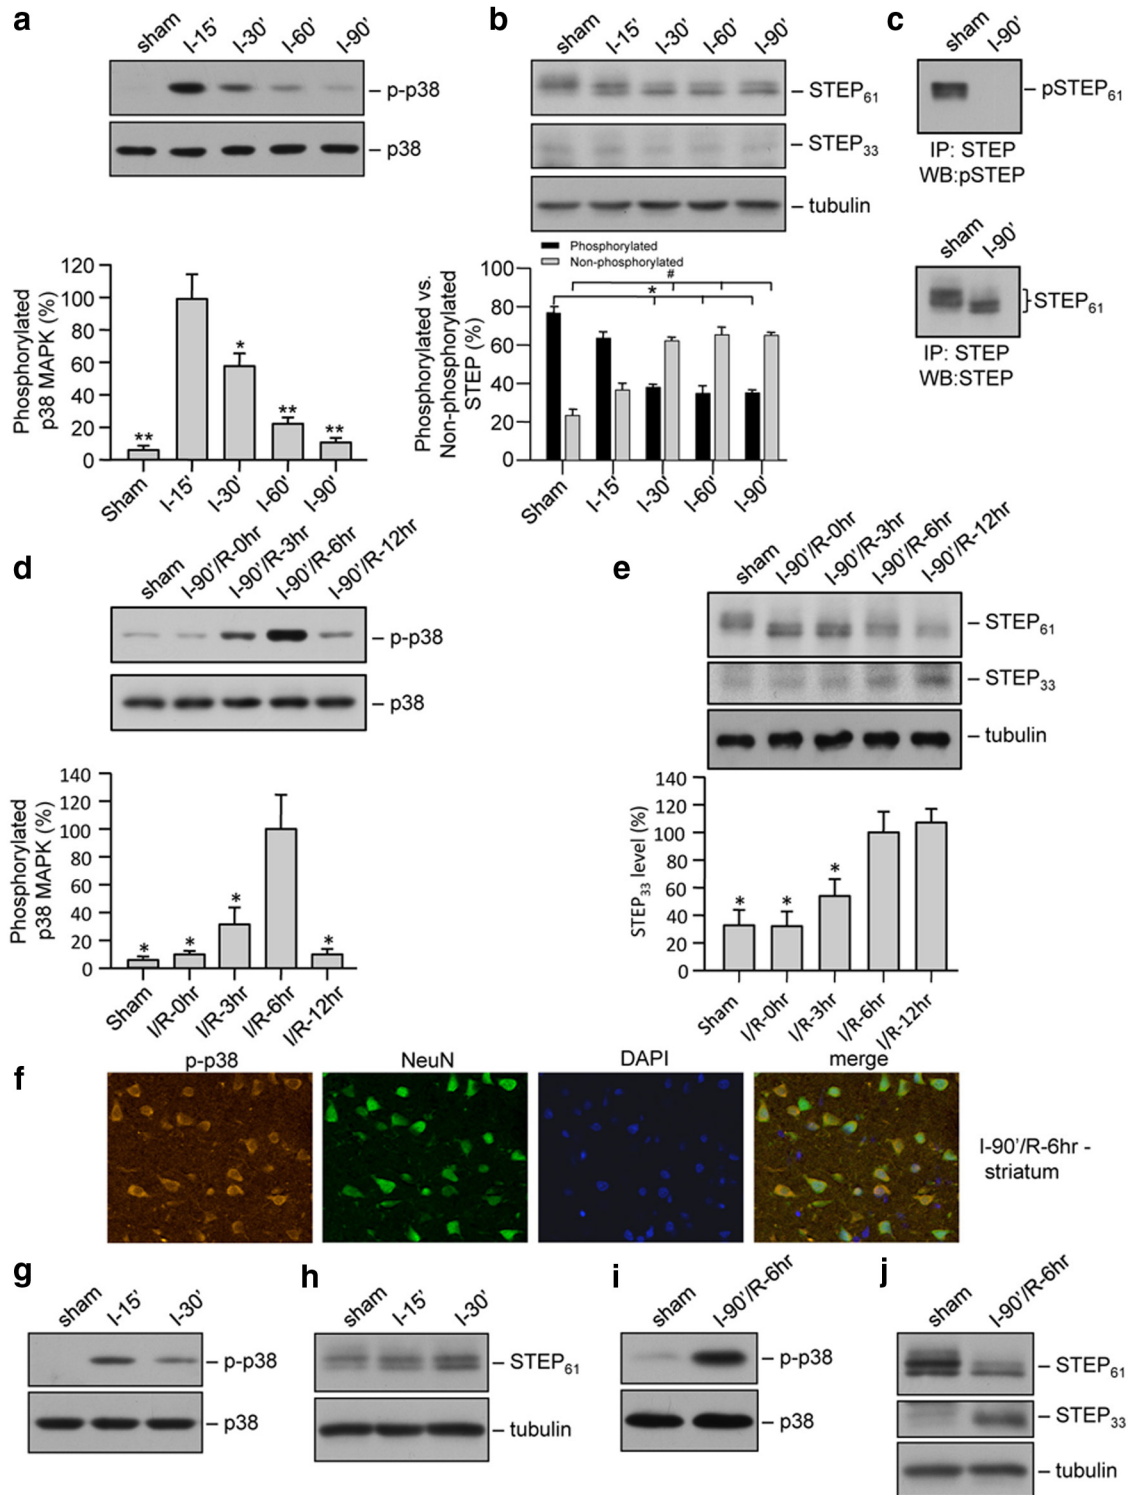 a
sham
I-15'
I-30'
I-60'
I-90'
– p-p38
– p38
Phosphorylated
p38 MAPK (%)
120
100
80
60
40
20
0
**
*
**
**
Sham
I-15'
I-30'
I-60'
I-90'
b
sham
I-15'
I-30'
I-60'
I-90'
– STEP61
– STEP33
– tubulin
Phosphorylated
Non-phosphorylated
Phosphorylated vs.
Non-phosphorylated
STEP (%)
100
80
60
40
20
0
#
*
Sham
I-15'
I-30'
I-60'
I-90'
c
sham
I-90'
– pSTEP61
IP: STEP
WB:pSTEP
sham
I-90'
STEP61
IP: STEP
WB:STEP
d
sham
I-90'/R-0hr
I-90'/R-3hr
I-90'/R-6hr
I-90'/R-12hr
– p-p38
– p38
Phosphorylated
p38 MAPK (%)
140
120
100
80
60
40
20
0
*
*
*
*
Sham
I/R-0hr
I/R-3hr
I/R-6hr
I/R-12hr
e
sham
I-90'/R-0hr
I-90'/R-3hr
I-90'/R-6hr
I-90'/R-12hr
– STEP61
– STEP33
– tubulin
STEP33 level (%)
140
120
100
80
60
40
20
0
*
*
*
Sham
I/R-0hr
I/R-3hr
I/R-6hr
I/R-12hr
f
p-p38
NeuN
DAPI
merge
I-90'/R-6hr -
striatum
g
sham
I-15'
I-30'
– p-p38
– p38
h
sham
I-15'
I-30'
– STEP61
– tubulin
i
sham
I-90'/R-6hr
– p-p38
– p38
j
sham
I-90'/R-6hr
– STEP61
– STEP33
– tubulin